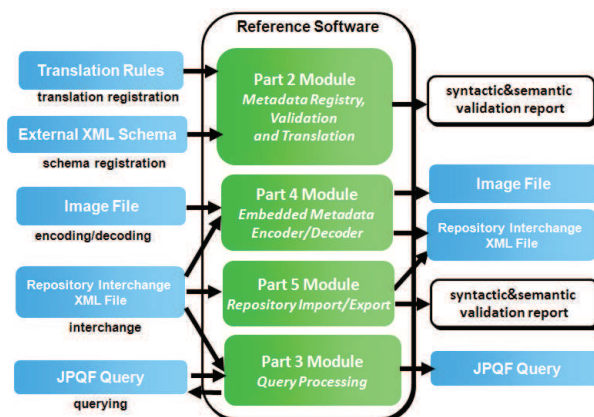 Reference Software
Translation Rules
translation registration
External XML Schema
schema registration
Part 2 Module
Metadata Registry,
Validation
and Translation
syntactic&semantic
validation report
Image File
encoding/decoding
Part 4 Module
Embedded Metadata
Encoder/Decoder
Image File
Repository Interchange
XML File
Repository Interchange
XML File
interchange
Part 5 Module
Repository Import/Export
syntactic&semantic
validation report
JPQF Query
querying
Part 3 Module
Query Processing
JPQF Query